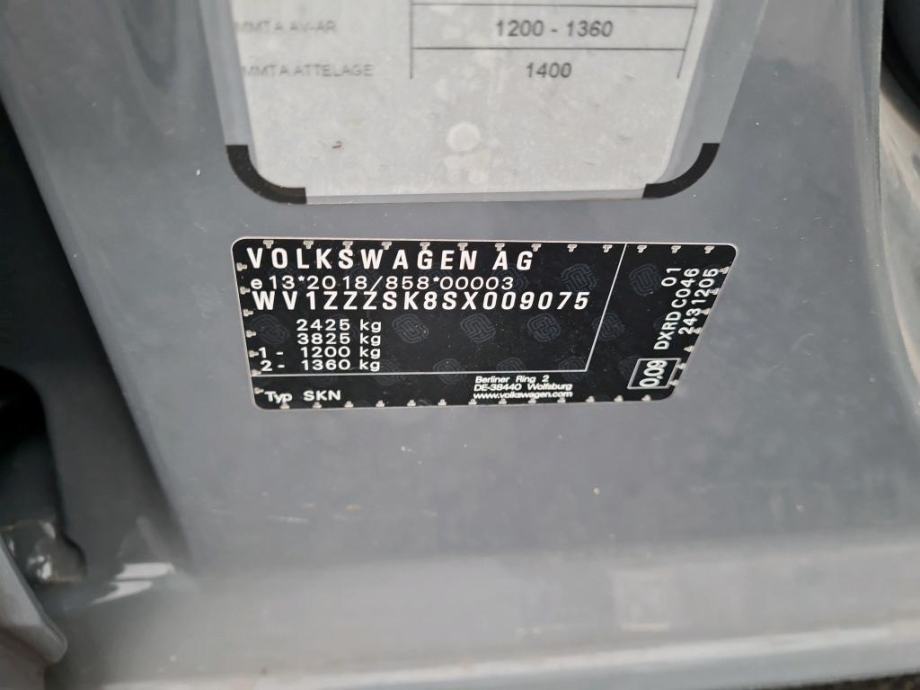 MMTA AV-AR 1200 - 1360
MMTA ATTELAGE 1400
VOLKSWAGEN AG
e13*2018/858*00003
WV1ZZZSK8SX009075
2425 kg
3825 kg
1 - 1200 kg
2 - 1360 kg
Typ SKN
Berliner Ring 2
DE-38440 Wolfsburg
www.volkswagen.com
01
DXRD C046
2431205
0.09